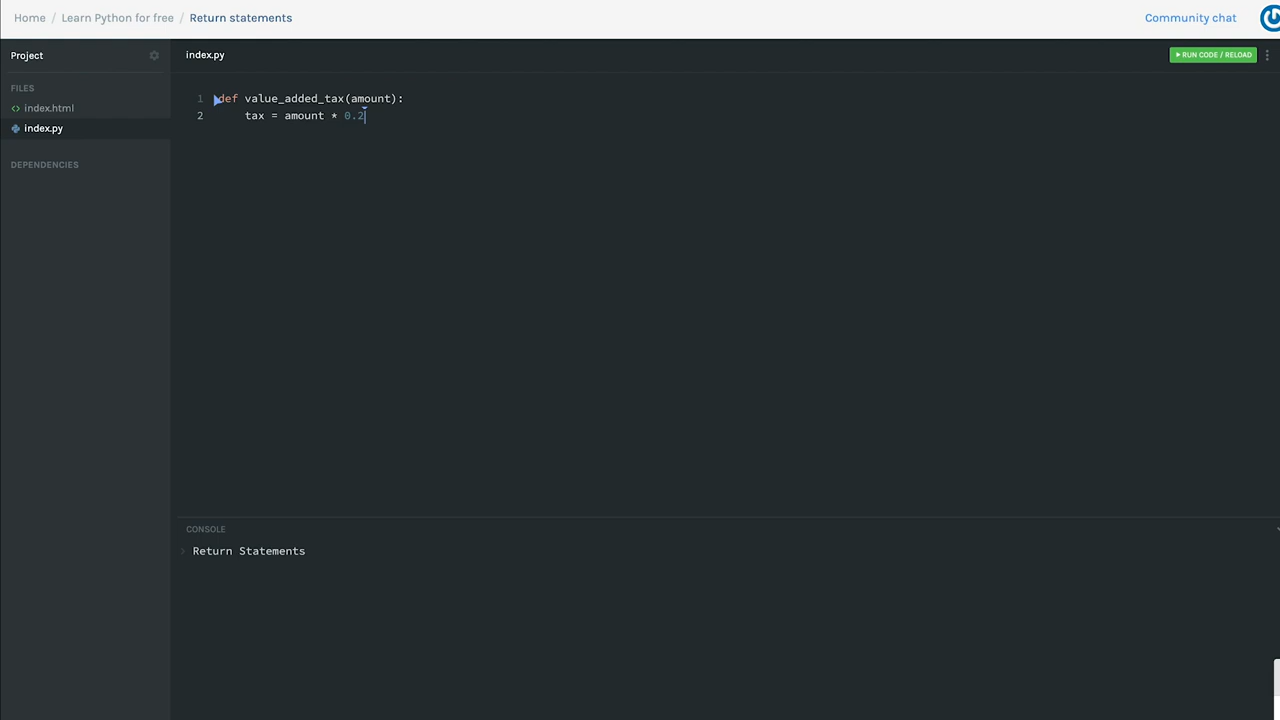 Home / Learn Python for free / Return statements
Community chat
Project
index.py
RUN CODE / RELOAD
FILES
<> index.html
index.py
DEPENDENCIES
1 def value_added_tax(amount):
2 tax = amount * 0.2
CONSOLE
> Return Statements